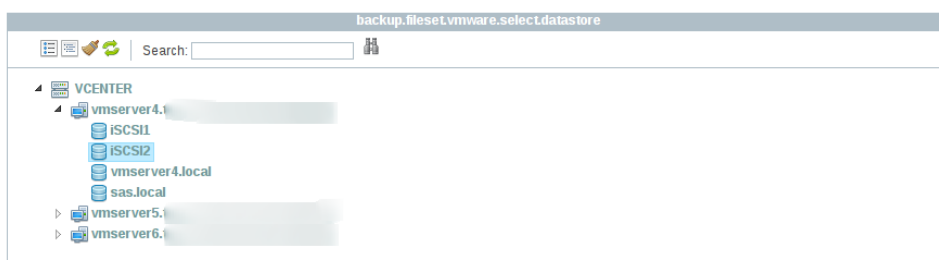 backup.fileset.vmware.select.datastore
Search:
VCENTER
vmserver4.
iSCSI1
iSCSI2
vmserver4.local
sas.local
vmserver5.
vmserver6.